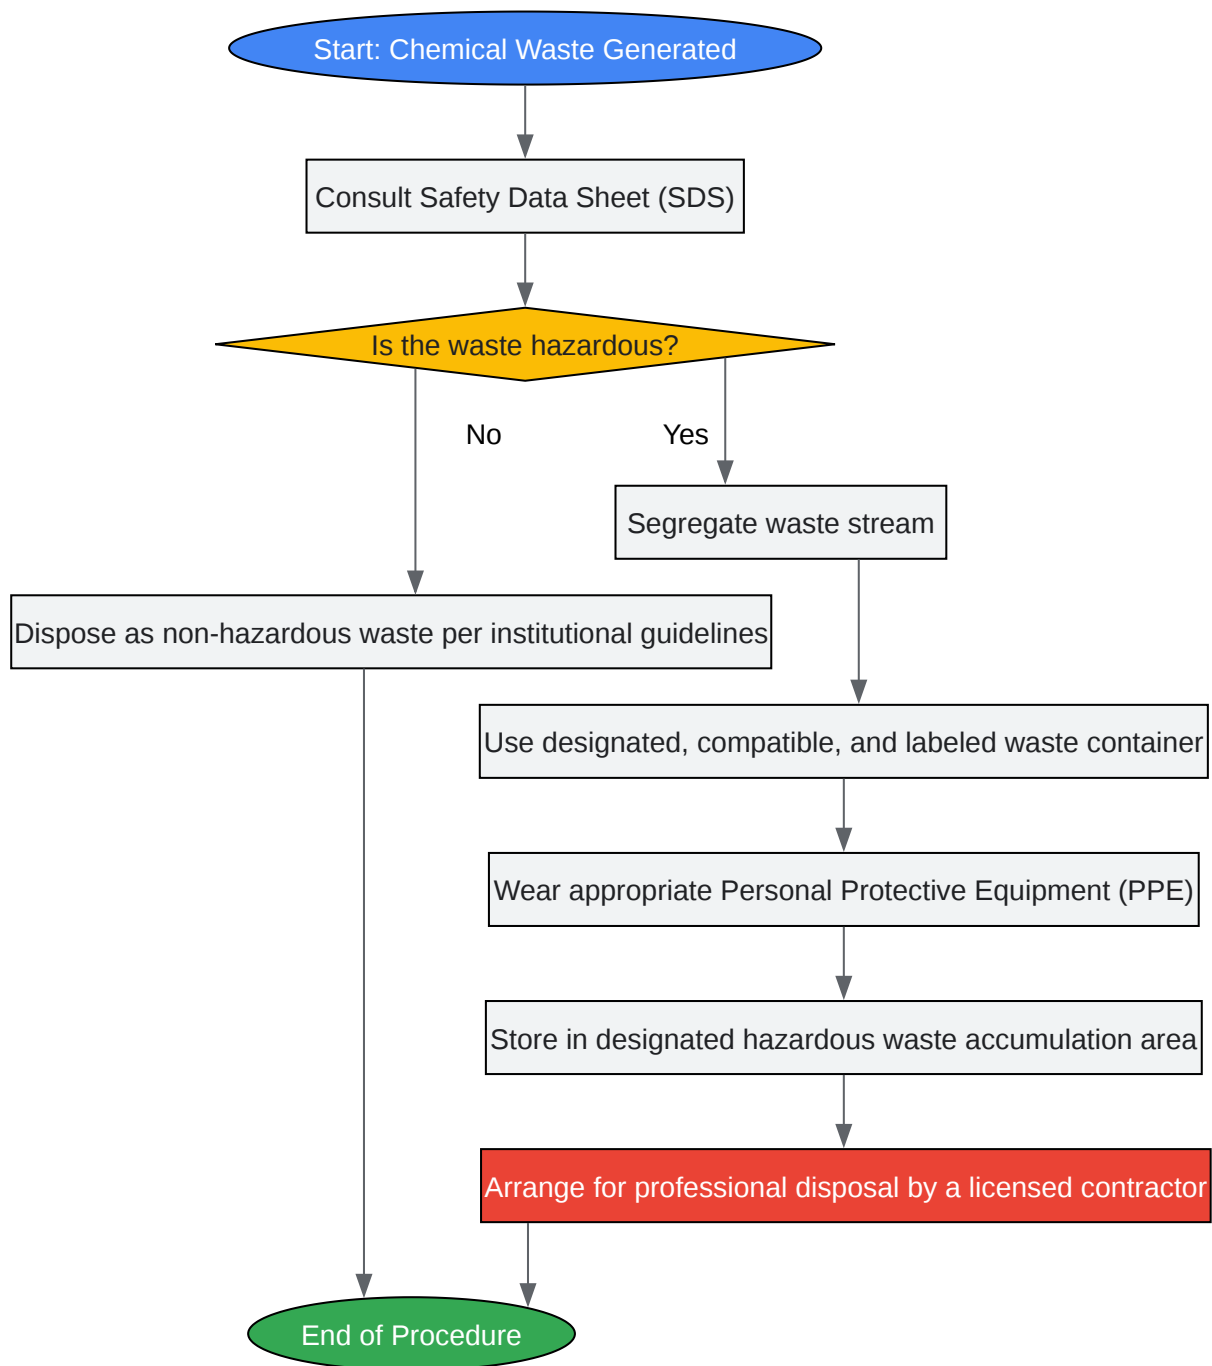 Start: Chemical Waste Generated
Consult Safety Data Sheet (SDS)
Is the waste hazardous?
No
Yes
Segregate waste stream
Dispose as non-hazardous waste per institutional guidelines
Use designated, compatible, and labeled waste container
Wear appropriate Personal Protective Equipment (PPE)
Store in designated hazardous waste accumulation area
Arrange for professional disposal by a licensed contractor
End of Procedure